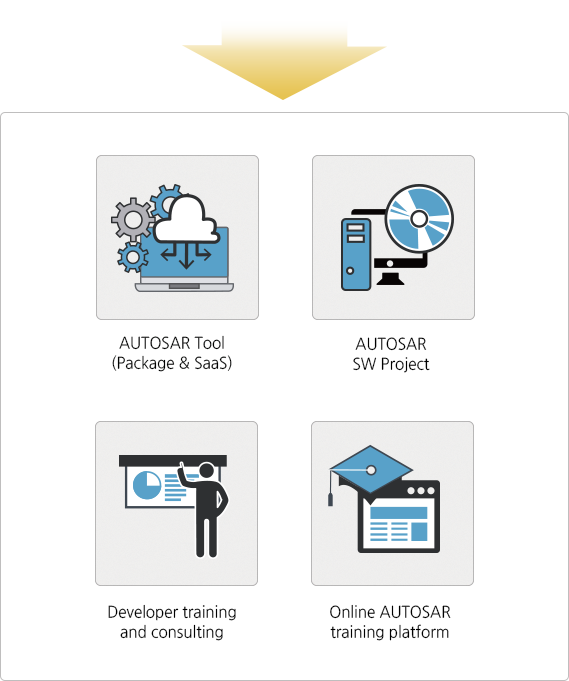 AUTOSAR Tool
(Package & SaaS)
AUTOSAR
SW Project
Developer training
and consulting
Online AUTOSAR
training platform